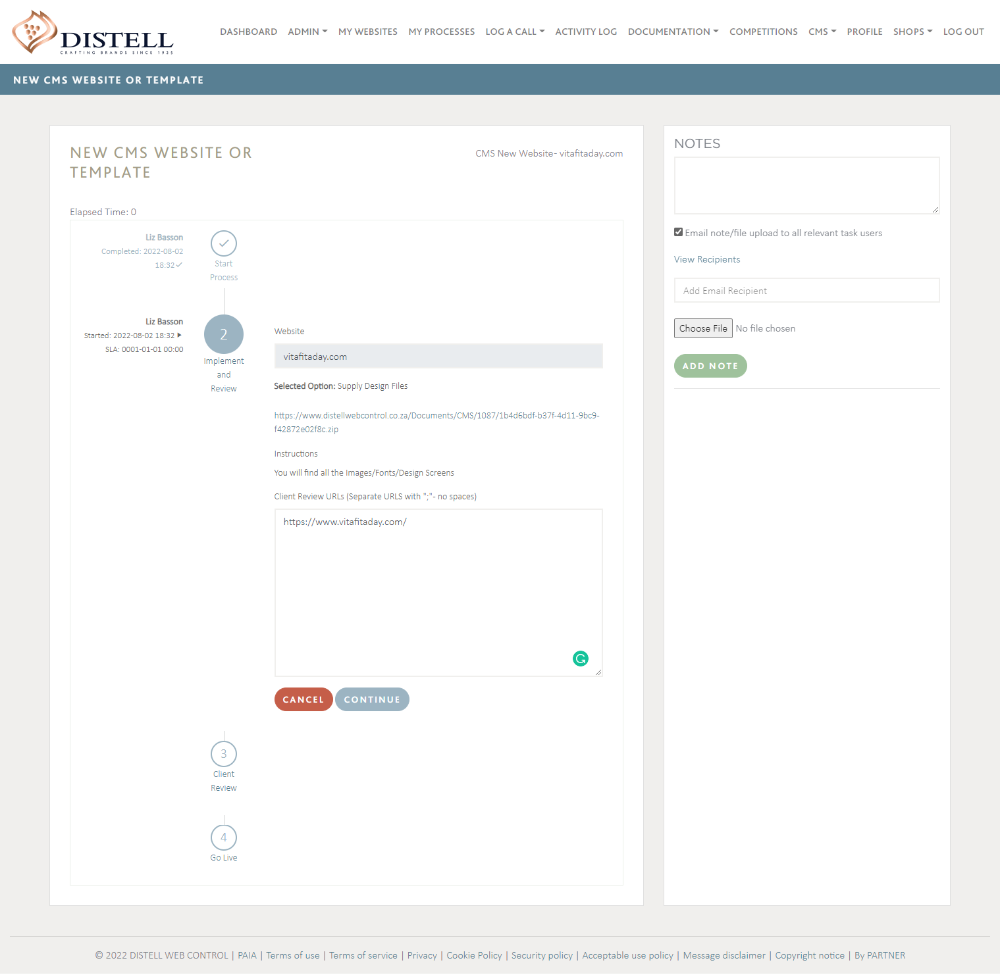 DISTELL
CRAFTING BRANDS SINCE 1925
DASHBOARD ADMIN MY WEBSITES MY PROCESSES LOG A CALL ACTIVITY LOG DOCUMENTATION COMPETITIONS CMS PROFILE SHOPS LOG OUT
NEW CMS WEBSITE OR TEMPLATE
NEW CMS WEBSITE OR
TEMPLATE
CMS New Website- vitafitaday.com
Elapsed Time: 0
Liz Basson
Completed: 2022-08-02
18:32
Start
Process
Liz Basson
Started: 2022-08-02 18:32
SLA: 0001-01-01 00:00
2
Implement
and
Review
Website
vitafitaday.com
Selected Option: Supply Design Files
https://www.distellwebcontrol.co.za/Documents/CMS/1087/1b4d6bdf-b37f-4d11-9bc9-
f42872e02f8c.zip
Instructions
You will find all the Images/Fonts/Design Screens
Client Review URLs (Separate URLS with ";"- no spaces)
https://www.vitafitaday.com/
CANCEL CONTINUE
3
Client
Review
4
Go Live
NOTES
Email note/file upload to all relevant task users
View Recipients
Add Email Recipient
Choose File No file chosen
ADD NOTE
© 2022 DISTELL WEB CONTROL | PAIA | Terms of use | Terms of service | Privacy | Cookie Policy | Security policy | Acceptable use policy | Message disclaimer | Copyright notice | By PARTNER